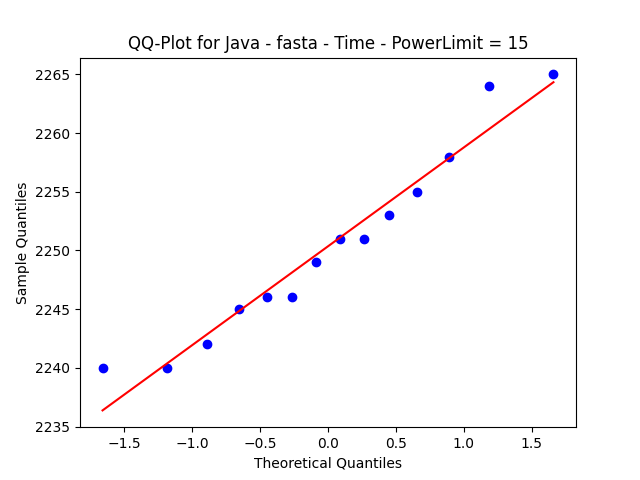 QQ-Plot for Java - fasta - Time - PowerLimit = 15
2265
2260
2255
2250
2245
2240
2235
Sample Quantiles
−1.5 −1.0 −0.5 0.0 0.5 1.0 1.5
Theoretical Quantiles